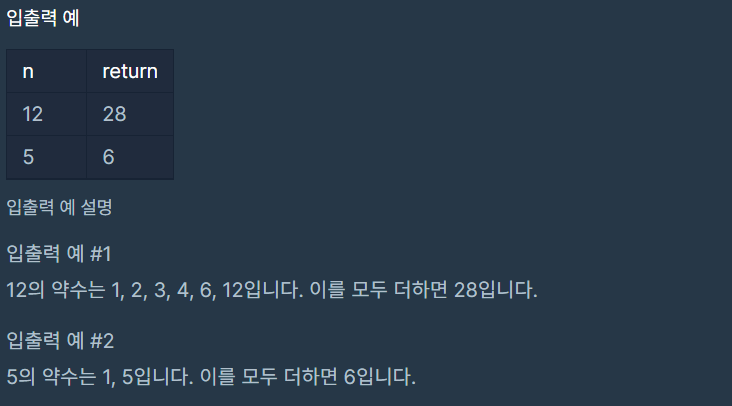 입출력 예
n return
12 28
5 6
입출력 예 설명
입출력 예 #1
12의 약수는 1, 2, 3, 4, 6, 12입니다. 이를 모두 더하면 28입니다.
입출력 예 #2
5의 약수는 1, 5입니다. 이를 모두 더하면 6입니다.